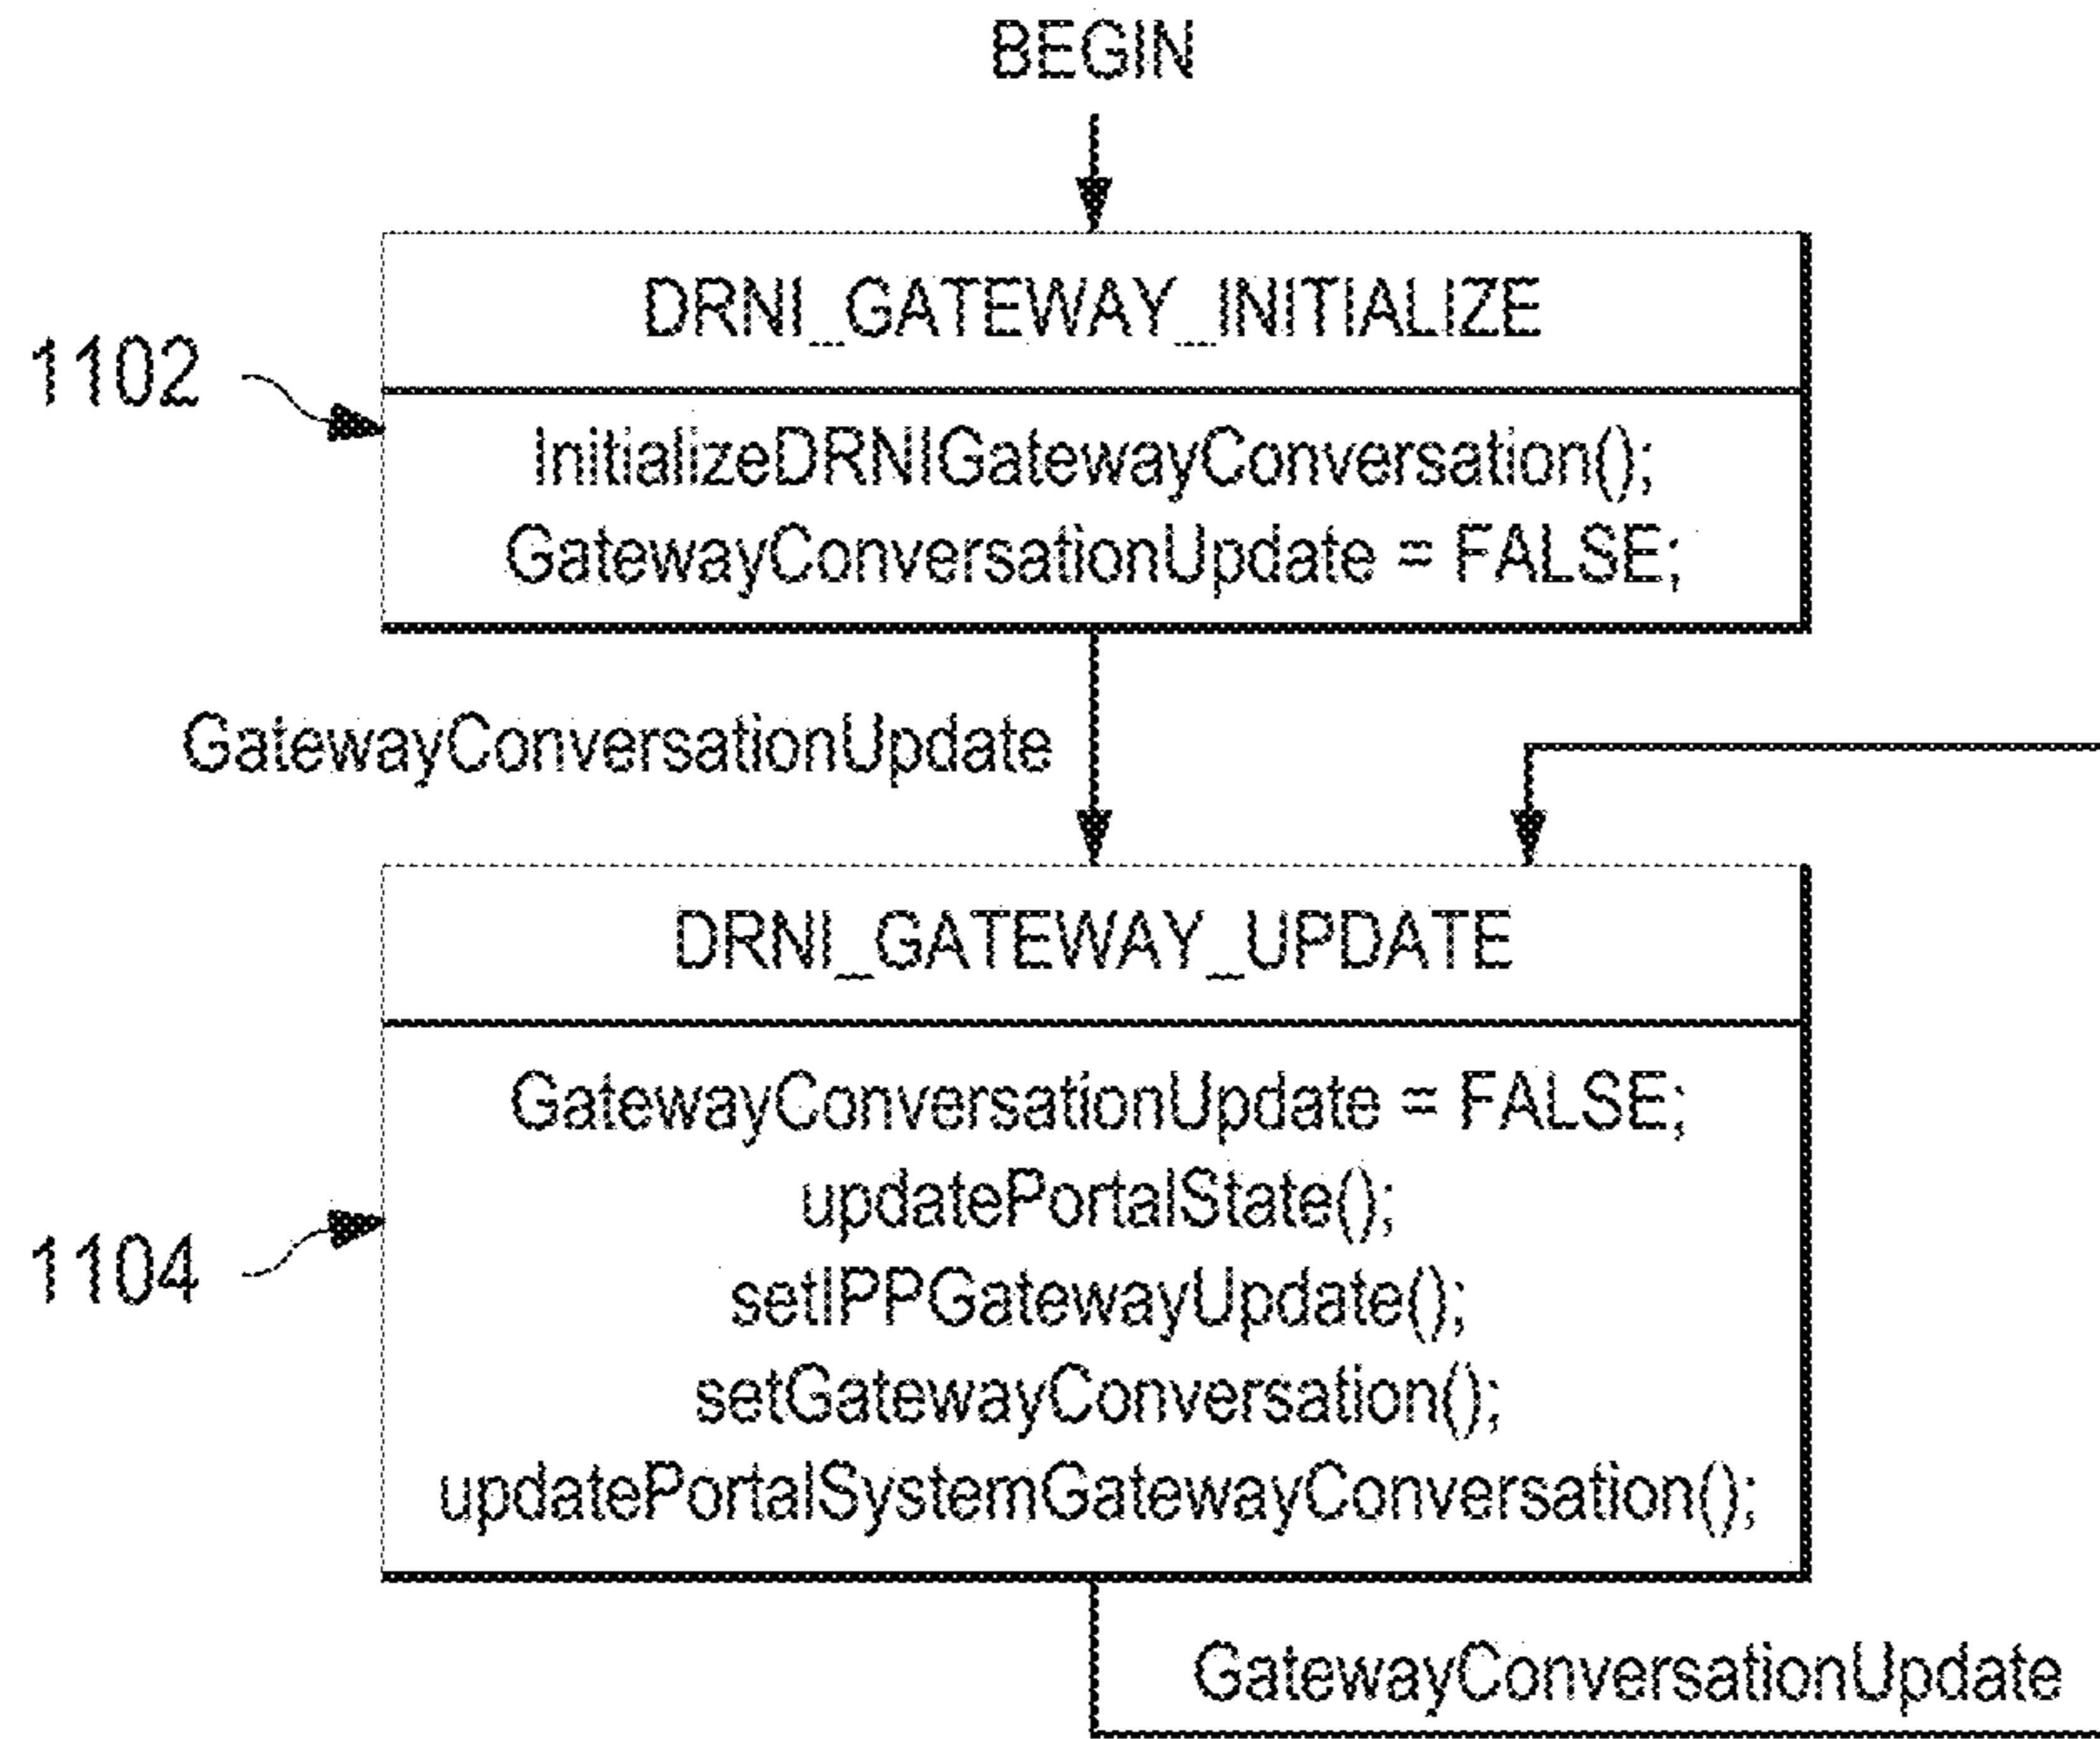 BEGIN
DRNI_GATEWAY_INITIALIZE
1102
InitializeDRNIGatewayConversation();
GatewayConversationUpdate = FALSE;
GatewayConversationUpdate
DRNI_GATEWAY_UPDATE
GatewayConversationUpdate = FALSE;
updatePortalState();
1104
setIPPGatewayUpdate();
setGatewayConversation();
updatePortalSystemGatewayConversation();
GatewayConversationUpdate